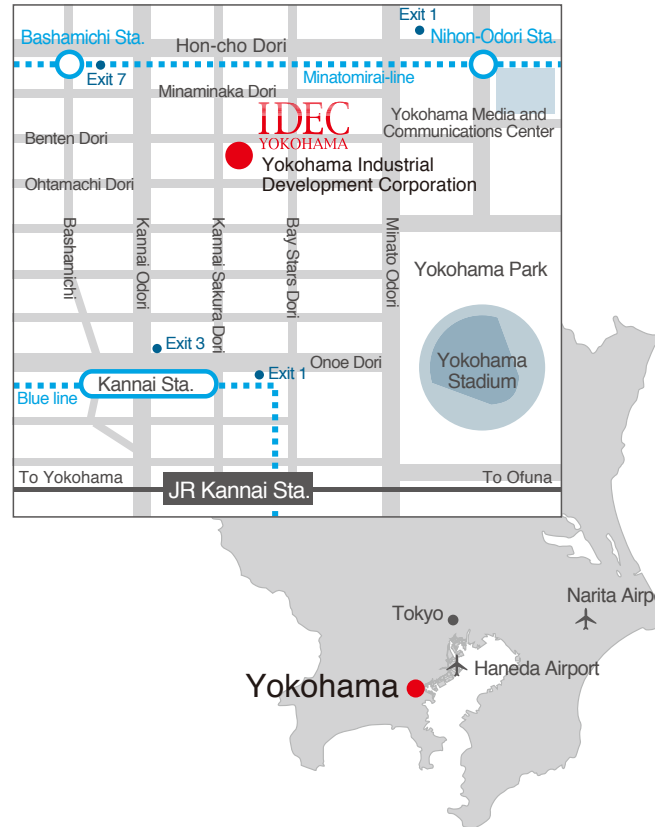 Exit 1
Bashamichi Sta.
Hon-cho Dori
Nihon-Odori Sta.
Exit 7
Minatomirai-line
Minaminaka Dori
IDEC
YOKOHAMA
Yokohama Media and
Communications Center
Benten Dori
Yokohama Industrial
Development Corporation
Ohtamachi Dori
Bashamichi
Kannai Odori
Kannai Sakura Dori
Bay Stars Dori
Minato Odori
Yokohama Park
Exit 3
Onoe Dori
Yokohama
Stadium
Kannai Sta.
Exit 1
Blue line
To Yokohama
JR Kannai Sta.
To Ofuna
Narita Airp
Tokyo
Haneda Airport
Yokohama